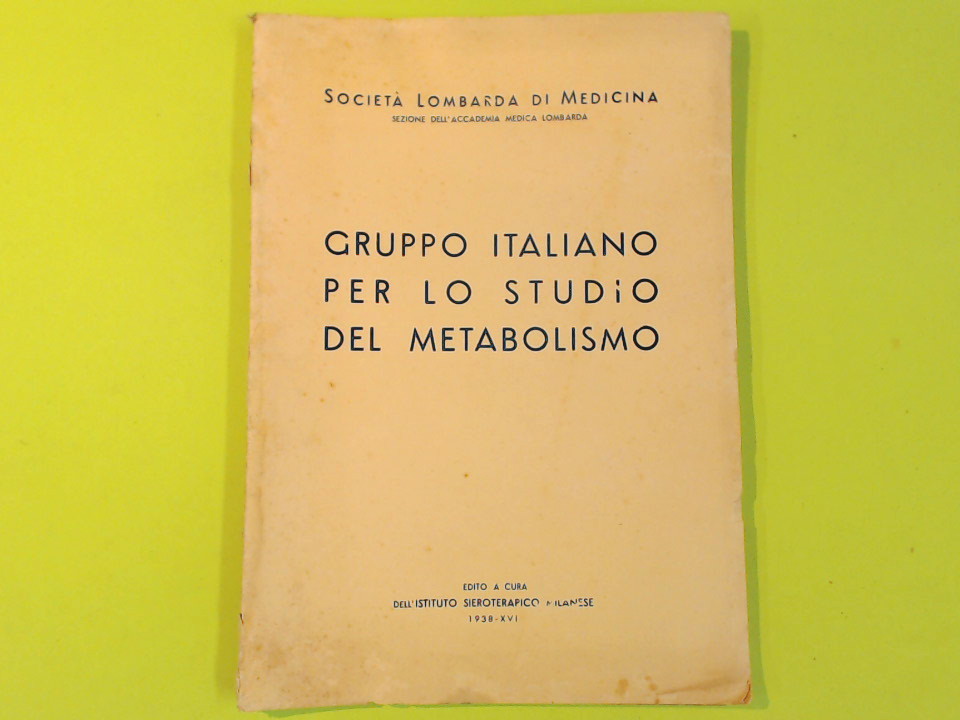 SOCIETÀ LOMBARDA DI MEDICINA
SEZIONE DELL'ACCADEMIA MEDICA LOMBARDA
GRUPPO ITALIANO
PER LO STUDIO
DEL METABOLISMO
EDITO A CURA
DELL'ISTITUTO SIEROTERAPICO MILANESE
1938-XVI